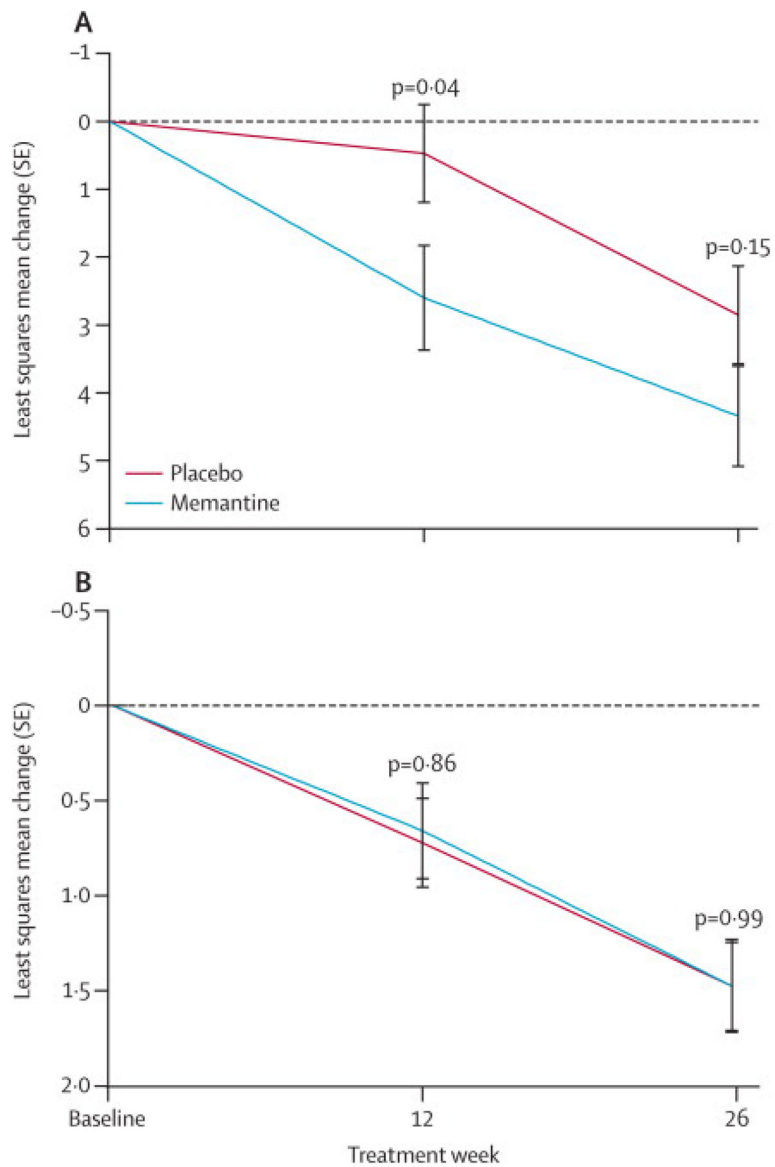 A
−1
p=0·04
0
1
2
p=0·15
3
4
5
6
Least squares mean change (SE)
Placebo
Memantine
B
−0·5
0
p=0·86
0·5
1·0
p=0·99
1·5
2·0
Least squares mean change (SE)
Baseline 12 26
Treatment week